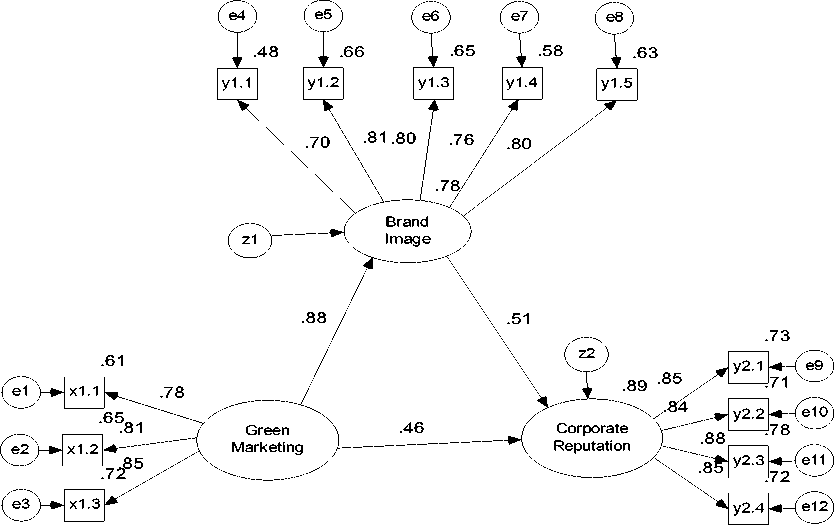 e4 e5 e6 e7 e8
.48 .66 .65 .58 .63
y1.1 y1.2 y1.3 y1.4 y1.5
.70 .81 .80 .76 .80
.78
Brand
Image
z1
.88 .51
z2
.61 .73
e1 x1.1 .78 .89 .85 y2.1 e9
.65 .81 .71
Green
Marketing
.46
Corporate
Reputation
.84 y2.2 e10
e2 x1.2 .88 .78
.72 .85 y2.3 e11
.85 .72
e3 x1.3 y2.4 e12